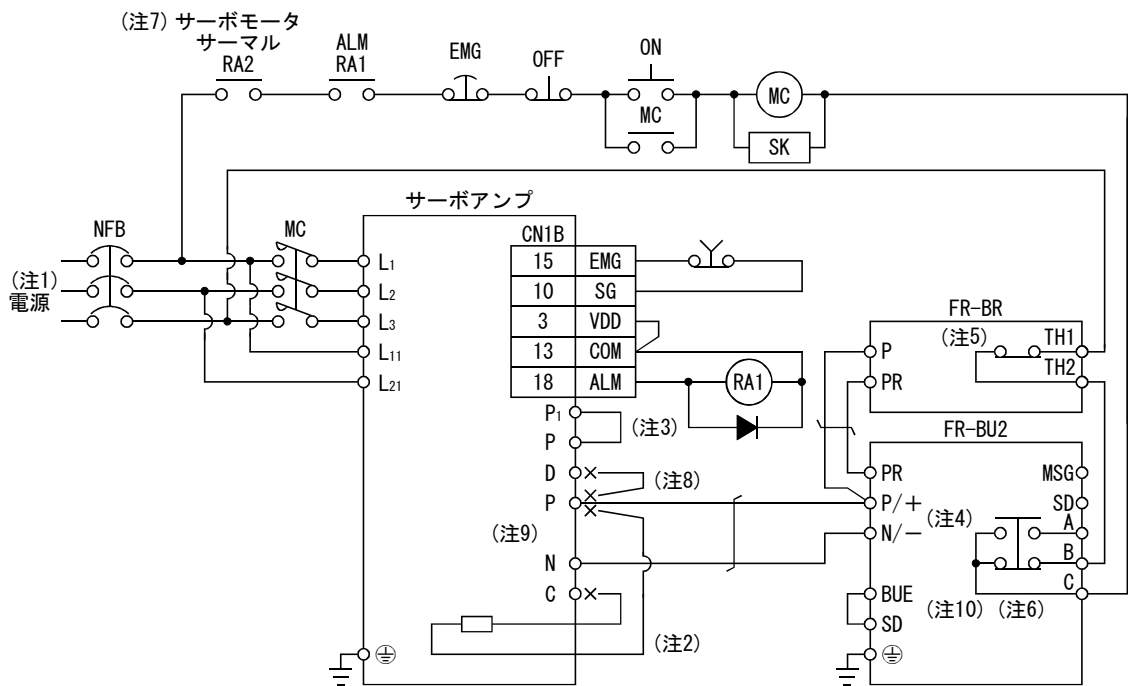 (注7) サーボモータ
サーマル
RA2
ALM
RA1
EMG
OFF
ON
MC
MC
SK
サーボアンプ
NFB
MC
(注1)
電源
L1
L2
L3
L11
L21
CN1B
15 EMG
10 SG
3 VDD
13 COM
18 ALM
RA1
P1
P
(注3)
D
(注8)
P
(注9)
N
C
(注2)
FR-BR
(注5)
TH1
P
TH2
PR
FR-BU2
PR
MSG
P/+
SD
(注4)
A
N/−
B
C
BUE
(注10)
(注6)
SD